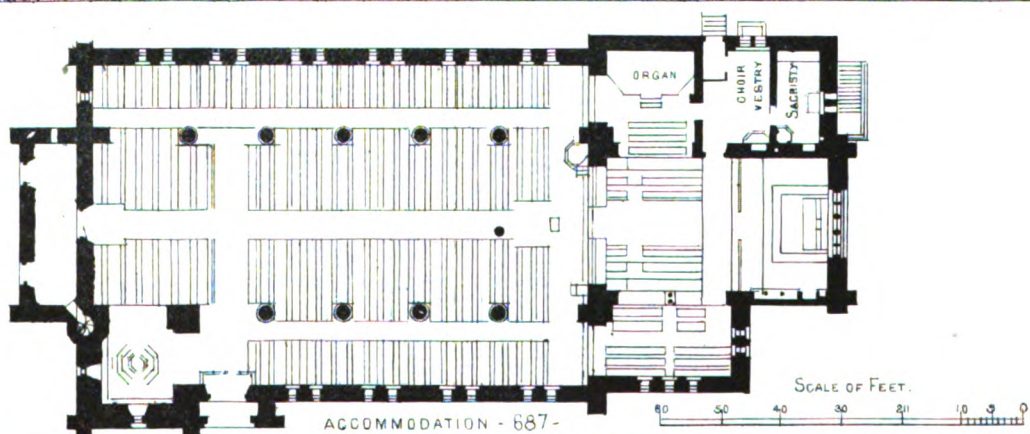 ORGAN
CHOIR
VESTRY
SACRISTY
SCALE OF FEET.
60 50 40 30 20 10 5 0
ACCOMMODATION - 687-